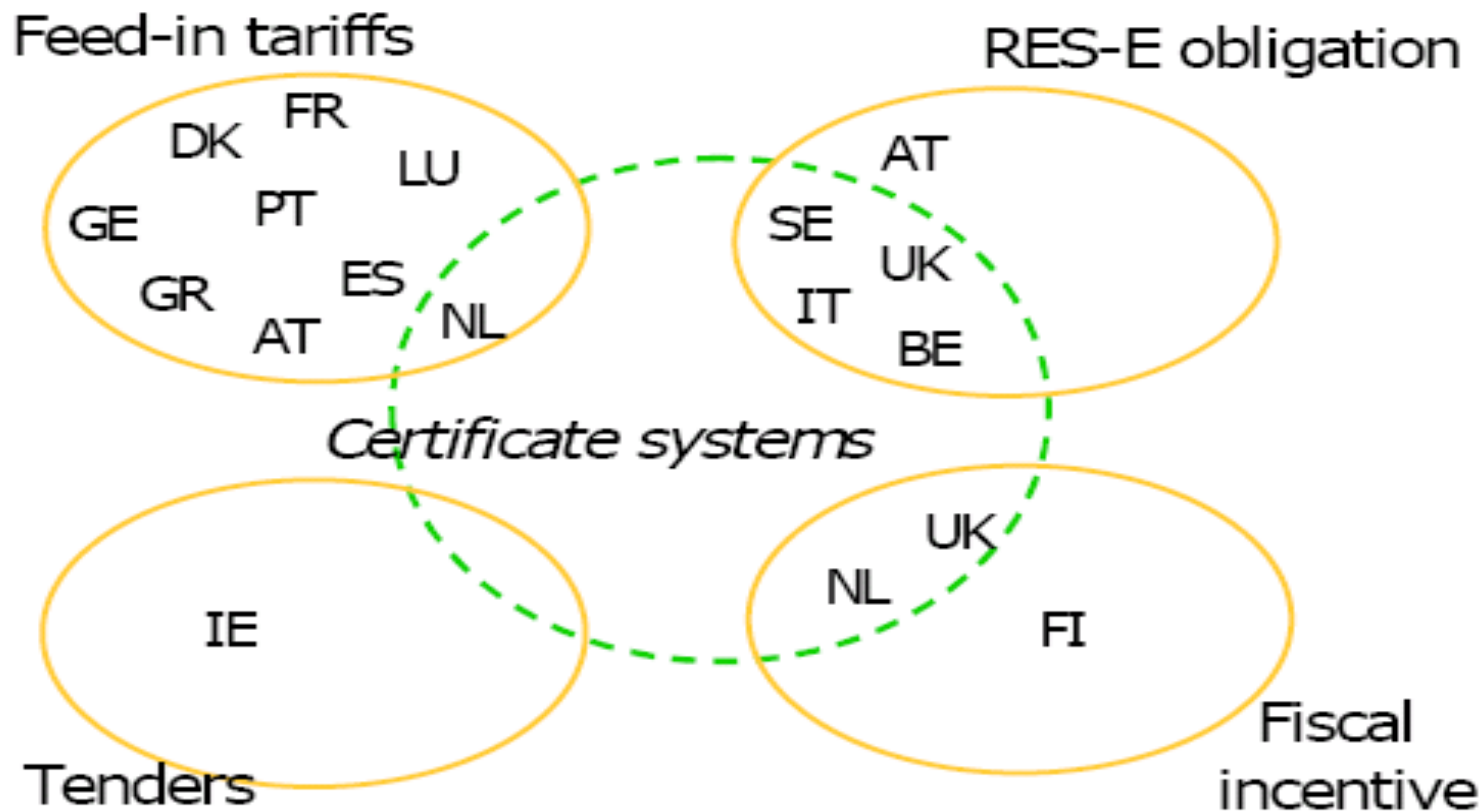 Feed-in tariffs
RES-E obligation
FR
DK
LU
GE
PT
GR
ES
AT
NL
AT
SE
UK
IT
BE
Certificate systems
IE
UK
NL
FI
Tenders
Fiscal
incentive